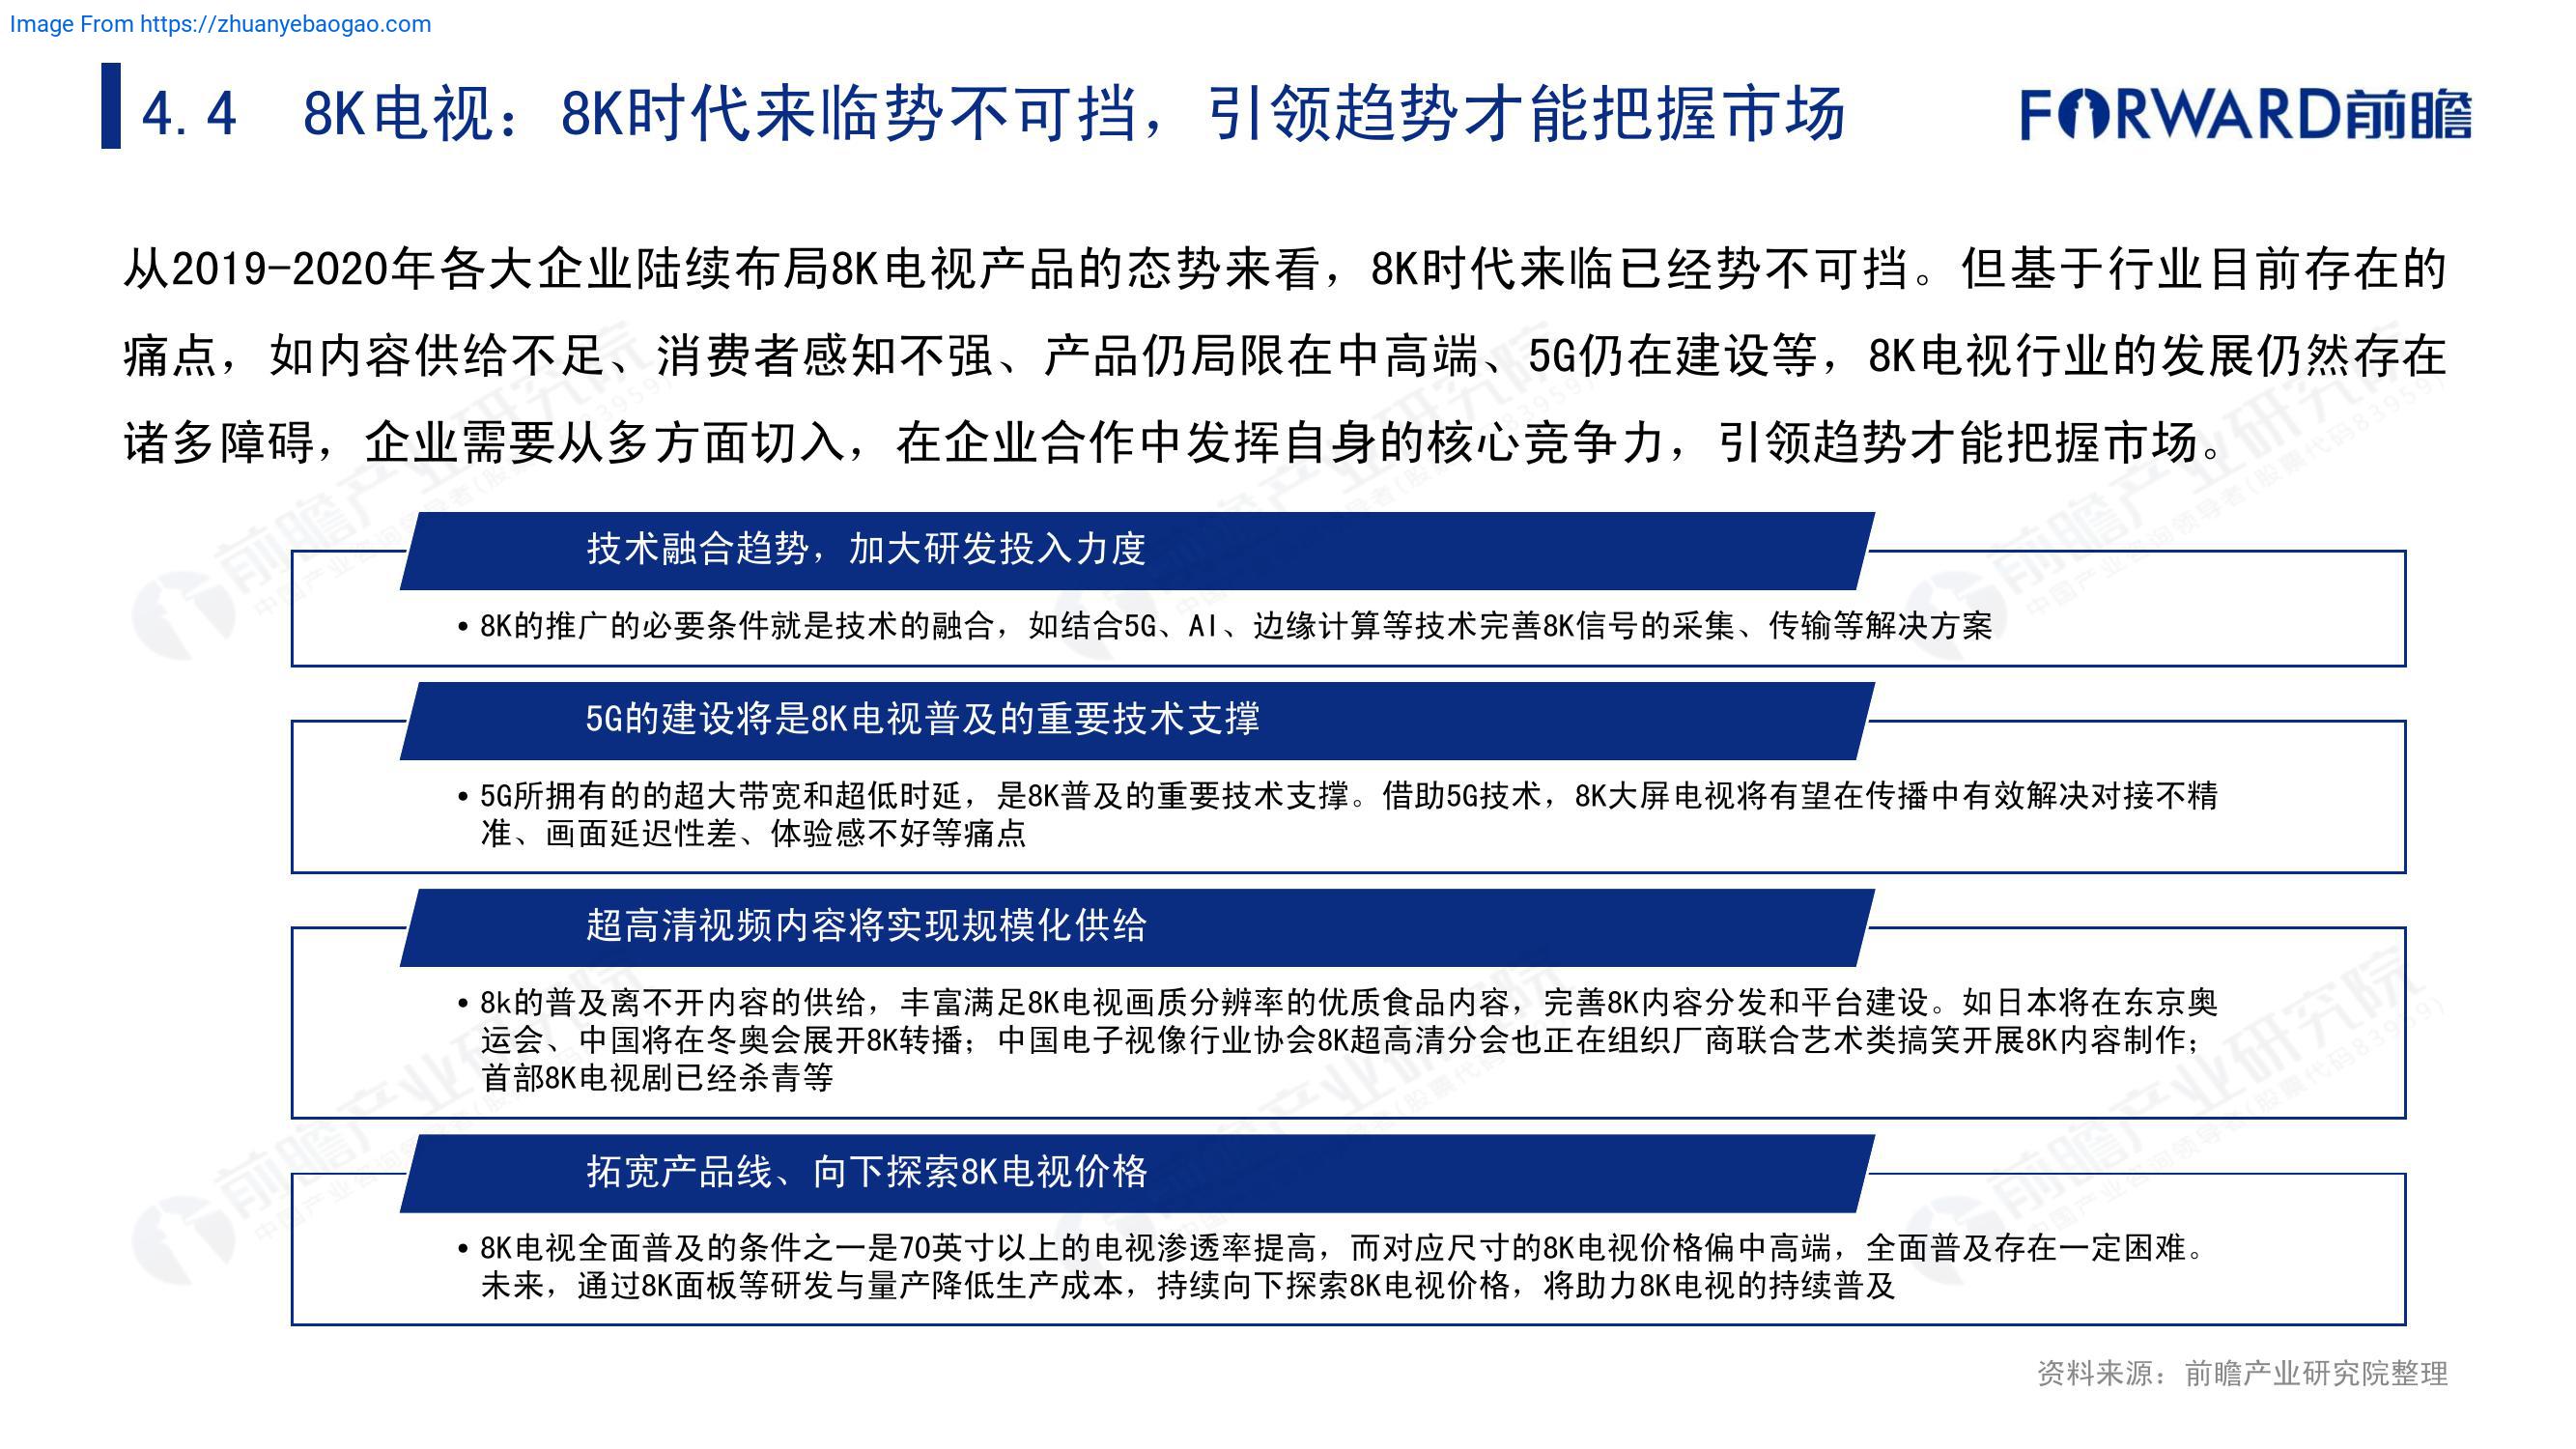 Image From https://zhuanyebaogao.com
4.4 8K电视：8K时代来临势不可挡，引领趋势才能把握市场
FORWARD前瞻
从2019-2020年各大企业陆续布局8K电视产品的态势来看，8K时代来临已经势不可挡。但基于行业目前存在的
痛点，如内容供给不足、消费者感知不强、产品仍局限在中高端、5G仍在建设等，8K电视行业的发展仍然存在
诸多障碍，企业需要从多方面切入，在企业合作中发挥自身的核心竞争力，引领趋势才能把握市场。
技术融合趋势，加大研发投入力度
• 8K的推广的必要条件就是技术的融合，如结合5G、AI、边缘计算等技术完善8K信号的采集、传输等解决方案
5G的建设将是8K电视普及的重要技术支撑
• 5G所拥有的的超大带宽和超低时延，是8K普及的重要技术支撑。借助5G技术，8K大屏电视将有望在传播中有效解决对接不精
准、画面延迟性差、体验感不好等痛点
超高清视频内容将实现规模化供给
• 8k的普及离不开内容的供给，丰富满足8K电视画质分辨率的优质食品内容，完善8K内容分发和平台建设。如日本将在东京奥
运会、中国将在冬奥会展开8K转播；中国电子视像行业协会8K超高清分会也正在组织厂商联合艺术类搞笑开展8K内容制作；
首部8K电视剧已经杀青等
拓宽产品线、向下探索8K电视价格
• 8K电视全面普及的条件之一是70英寸以上的电视渗透率提高，而对应尺寸的8K电视价格偏中高端，全面普及存在一定困难。
未来，通过8K面板等研发与量产降低生产成本，持续向下探索8K电视价格，将助力8K电视的持续普及
资料来源：前瞻产业研究院整理